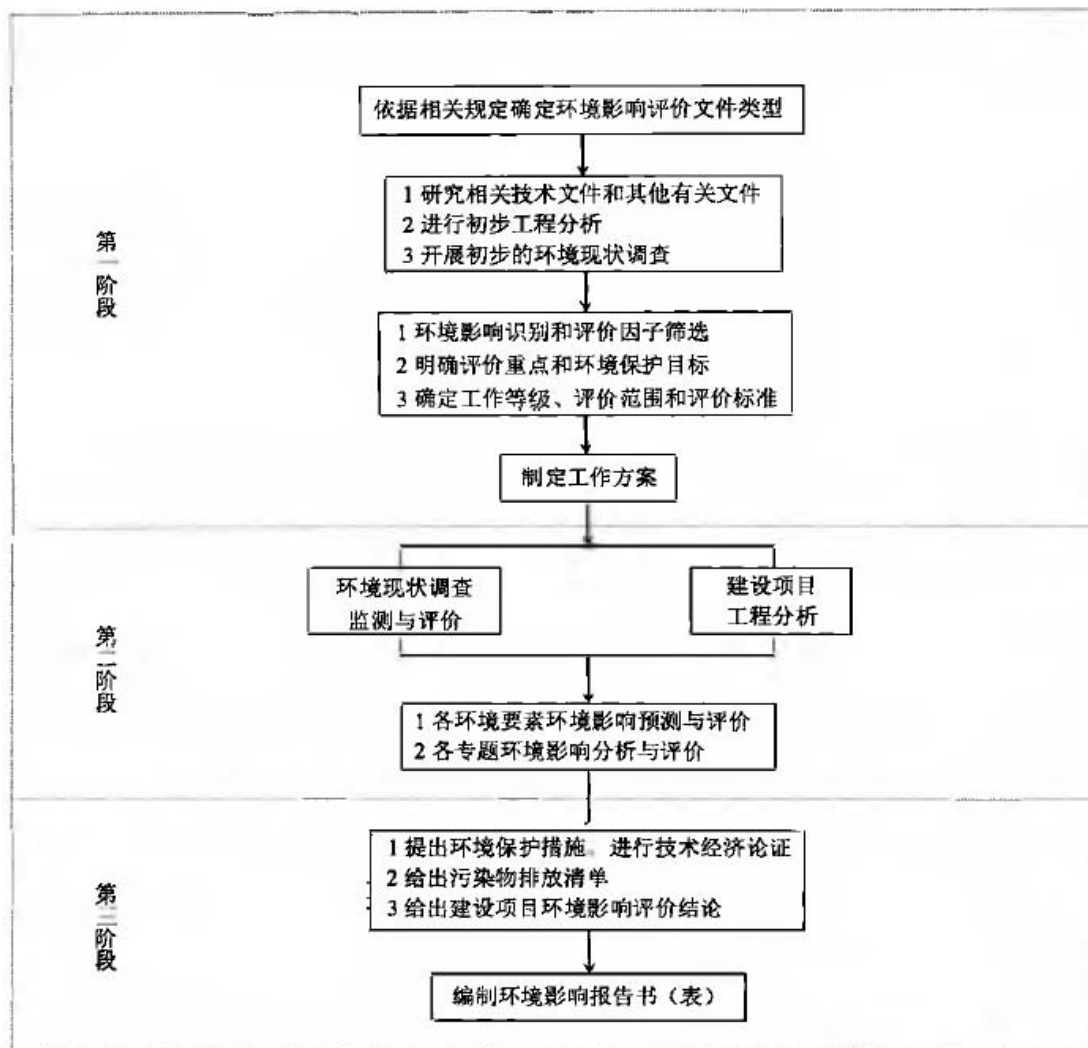 依据相关规定确定环境影响评价文件类型
1 研究相关技术文件和其他有关文件
2 进行初步工程分析
3 开展初步的环境现状调查
第一阶段
1 环境影响识别和评价因子筛选
2 明确评价重点和环境保护目标
3 确定工作等级、评价范围和评价标准
制定工作方案
环境现状调查
监测与评价
建设项目
工程分析
第二阶段
1 各环境要素环境影响预测与评价
2 各专题环境影响分析与评价
1 提出环境保护措施、进行技术经济论证
2 给出污染物排放清单
3 给出建设项目环境影响评价结论
第三阶段
编制环境影响报告书（表）